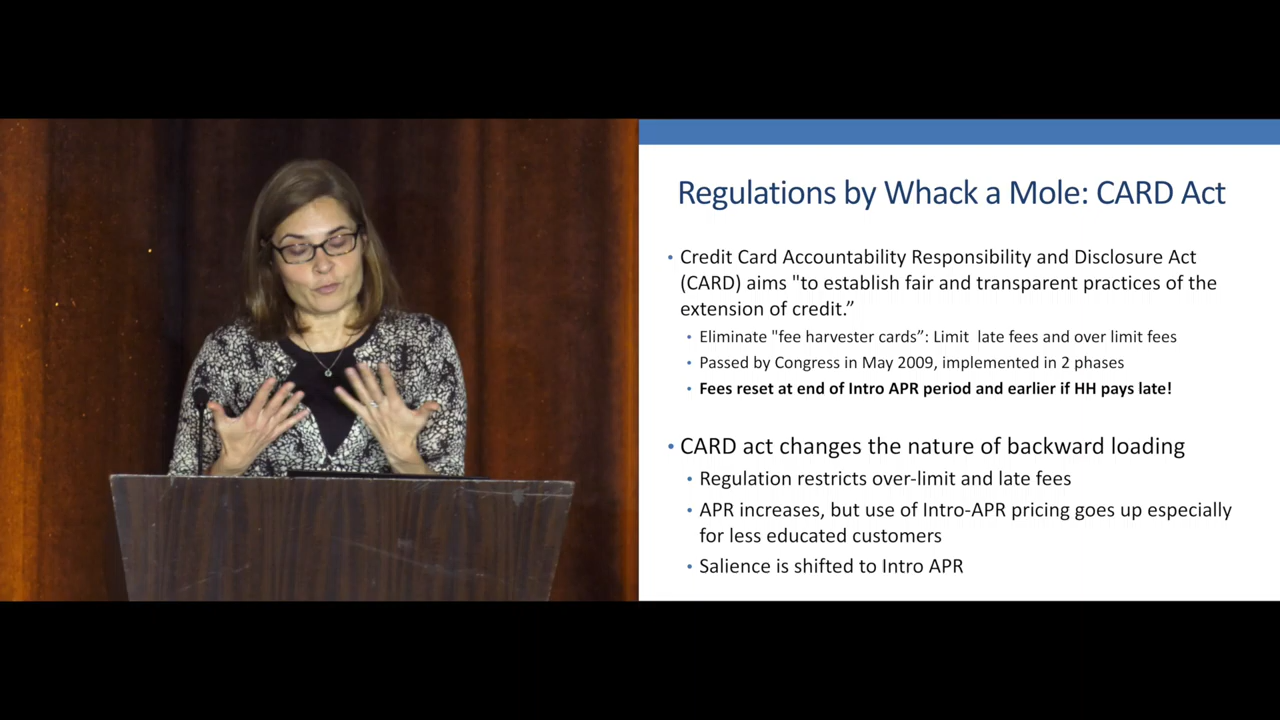 Regulations by Whack a Mole: CARD Act
• Credit Card Accountability Responsibility and Disclosure Act
(CARD) aims "to establish fair and transparent practices of the
extension of credit.”
• Eliminate "fee harvester cards”: Limit late fees and over limit fees
• Passed by Congress in May 2009, implemented in 2 phases
• Fees reset at end of Intro APR period and earlier if HH pays late!
• CARD act changes the nature of backward loading
• Regulation restricts over-limit and late fees
• APR increases, but use of Intro-APR pricing goes up especially
for less educated customers
• Salience is shifted to Intro APR